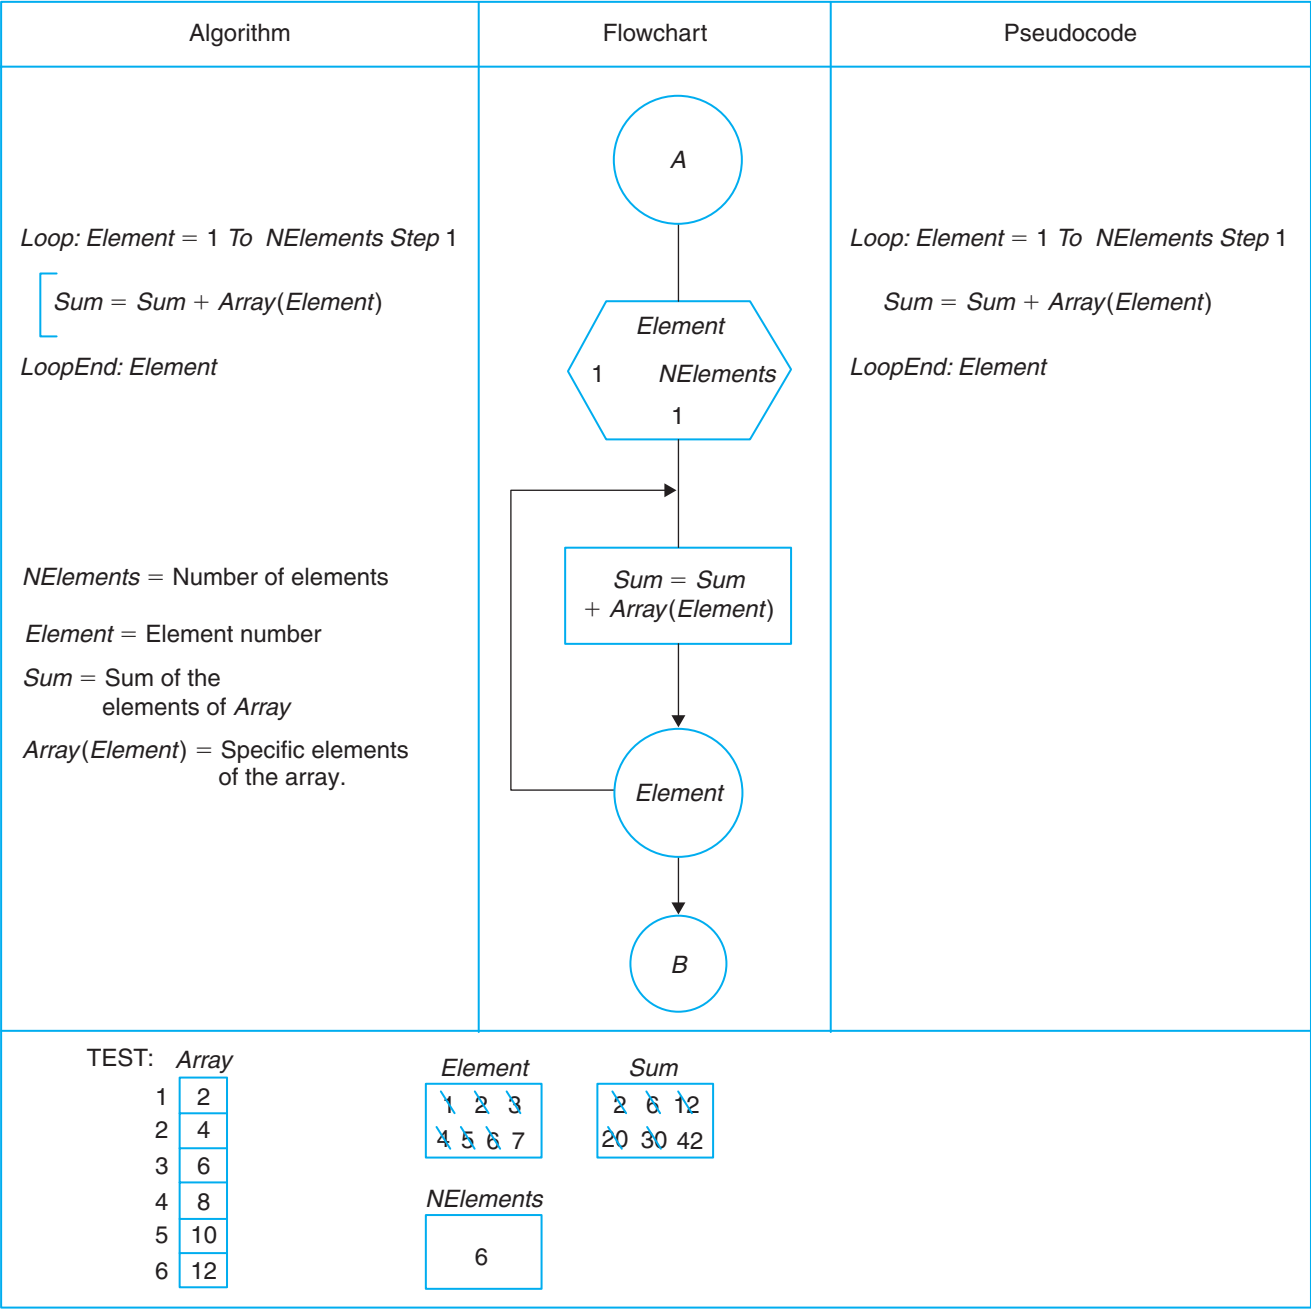 Algorithm
Flowchart
Pseudocode
Loop: Element = 1 To NElements Step 1
Sum = Sum + Array(Element)
LoopEnd: Element
NElements = Number of elements
Element = Element number
Sum = Sum of the
elements of Array
Array(Element) = Specific elements
of the array.
A
Element
1 NElements
1
Sum = Sum
+ Array(Element)
Element
B
Loop: Element = 1 To NElements Step 1
Sum = Sum + Array(Element)
LoopEnd: Element
TEST: Array
1 2
2 4
3 6
4 8
5 10
6 12
Element
1 2 3
4 5 6 7
Sum
2 6 12
20 30 42
NElements
6